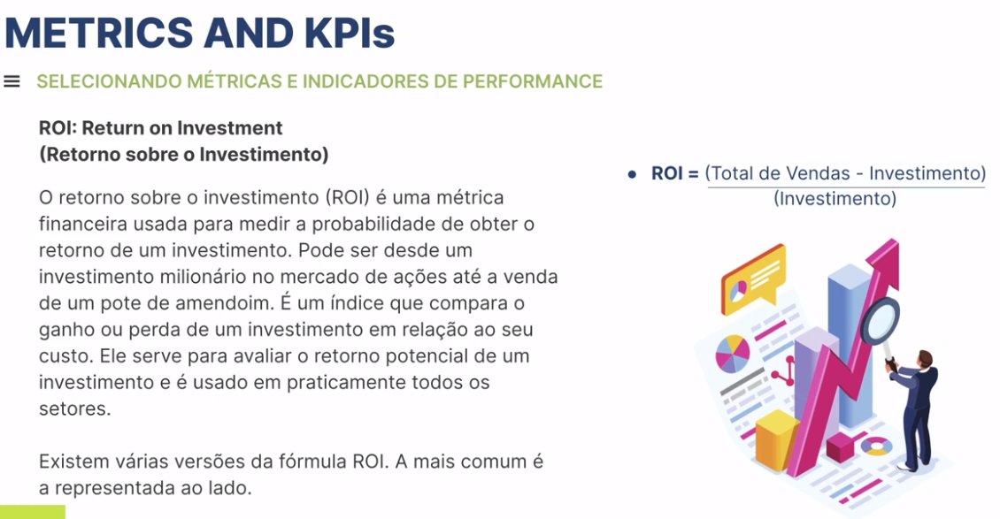 METRICS AND KPIs
SELECIONANDO MÉTRICAS E INDICADORES DE PERFORMANCE
ROI: Return on Investment
(Retorno sobre o Investimento)
O retorno sobre o investimento (ROI) é uma métrica
financeira usada para medir a probabilidade de obter o
retorno de um investimento. Pode ser desde um
investimento milionário no mercado de ações até a venda
de um pote de amendoim. É um índice que compara o
ganho ou perda de um investimento em relação ao seu
custo. Ele serve para avaliar o retorno potencial de um
investimento e é usado em praticamente todos os
setores.
Existem várias versões da fórmula ROI. A mais comum é
a representada ao lado.
• ROI = (Total de Vendas - Investimento)
(Investimento)